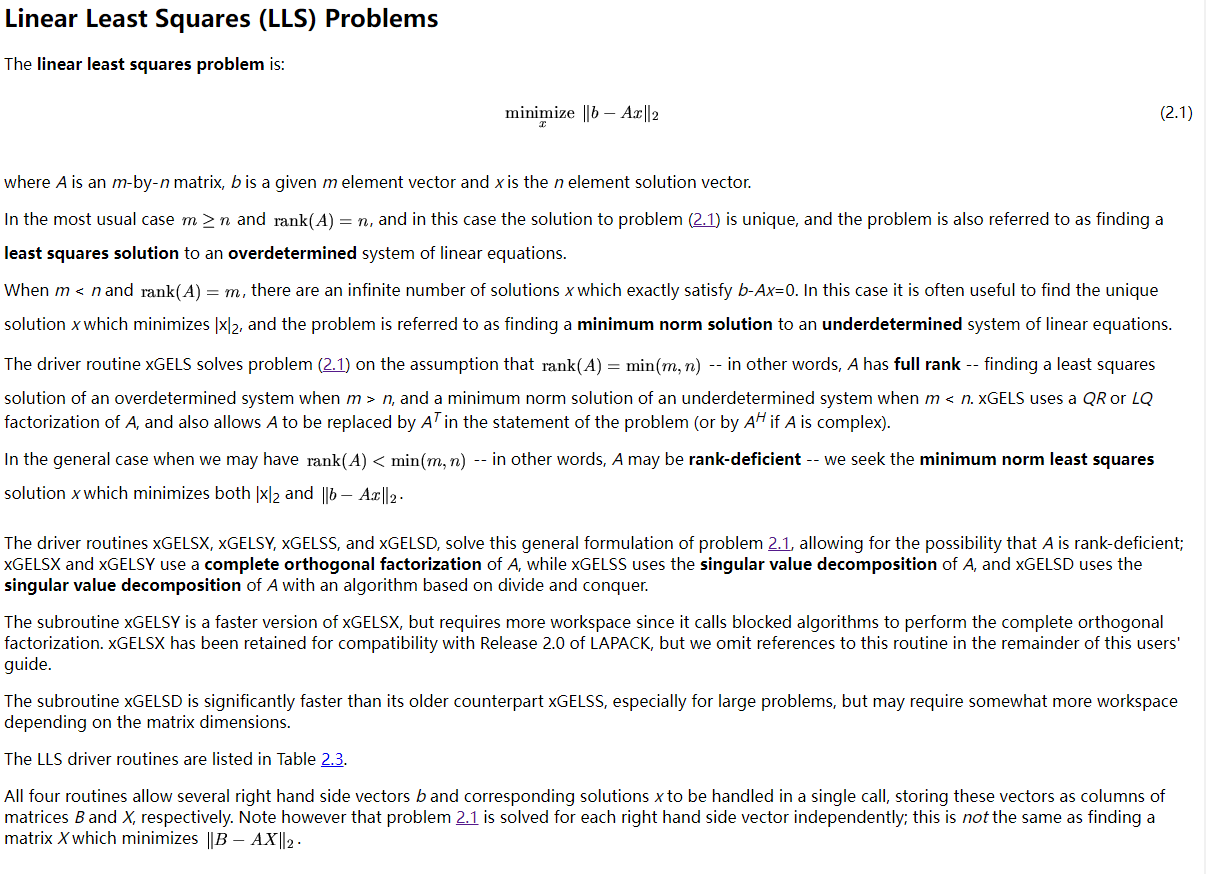 Linear Least Squares (LLS) Problems
The linear least squares problem is:
minimize ‖b − Ax‖₂ (2.1)
x
where A is an m-by-n matrix, b is a given m element vector and x is the n element solution vector.
In the most usual case m ≥ n and rank(A) = n, and in this case the solution to problem (2.1) is unique, and the problem is also referred to as finding a
least squares solution to an overdetermined system of linear equations.
When m < n and rank(A) = m, there are an infinite number of solutions x which exactly satisfy b-Ax=0. In this case it is often useful to find the unique
solution x which minimizes |x|₂, and the problem is referred to as finding a minimum norm solution to an underdetermined system of linear equations.
The driver routine xGELS solves problem (2.1) on the assumption that rank(A) = min(m, n) -- in other words, A has full rank -- finding a least squares
solution of an overdetermined system when m > n, and a minimum norm solution of an underdetermined system when m < n. xGELS uses a QR or LQ
factorization of A, and also allows A to be replaced by Aᵀ in the statement of the problem (or by Aᴴ if A is complex).
In the general case when we may have rank(A) < min(m, n) -- in other words, A may be rank-deficient -- we seek the minimum norm least squares
solution x which minimizes both |x|₂ and ‖b − Ax‖₂.
The driver routines xGELSX, xGELSY, xGELSS, and xGELSD, solve this general formulation of problem 2.1, allowing for the possibility that A is rank-deficient;
xGELSX and xGELSY use a complete orthogonal factorization of A, while xGELSS uses the singular value decomposition of A, and xGELSD uses the
singular value decomposition of A with an algorithm based on divide and conquer.
The subroutine xGELSY is a faster version of xGELSX, but requires more workspace since it calls blocked algorithms to perform the complete orthogonal
factorization. xGELSX has been retained for compatibility with Release 2.0 of LAPACK, but we omit references to this routine in the remainder of this users'
guide.
The subroutine xGELSD is significantly faster than its older counterpart xGELSS, especially for large problems, but may require somewhat more workspace
depending on the matrix dimensions.
The LLS driver routines are listed in Table 2.3.
All four routines allow several right hand side vectors b and corresponding solutions x to be handled in a single call, storing these vectors as columns of
matrices B and X, respectively. Note however that problem 2.1 is solved for each right hand side vector independently; this is not the same as finding a
matrix X which minimizes ‖B − AX‖₂.